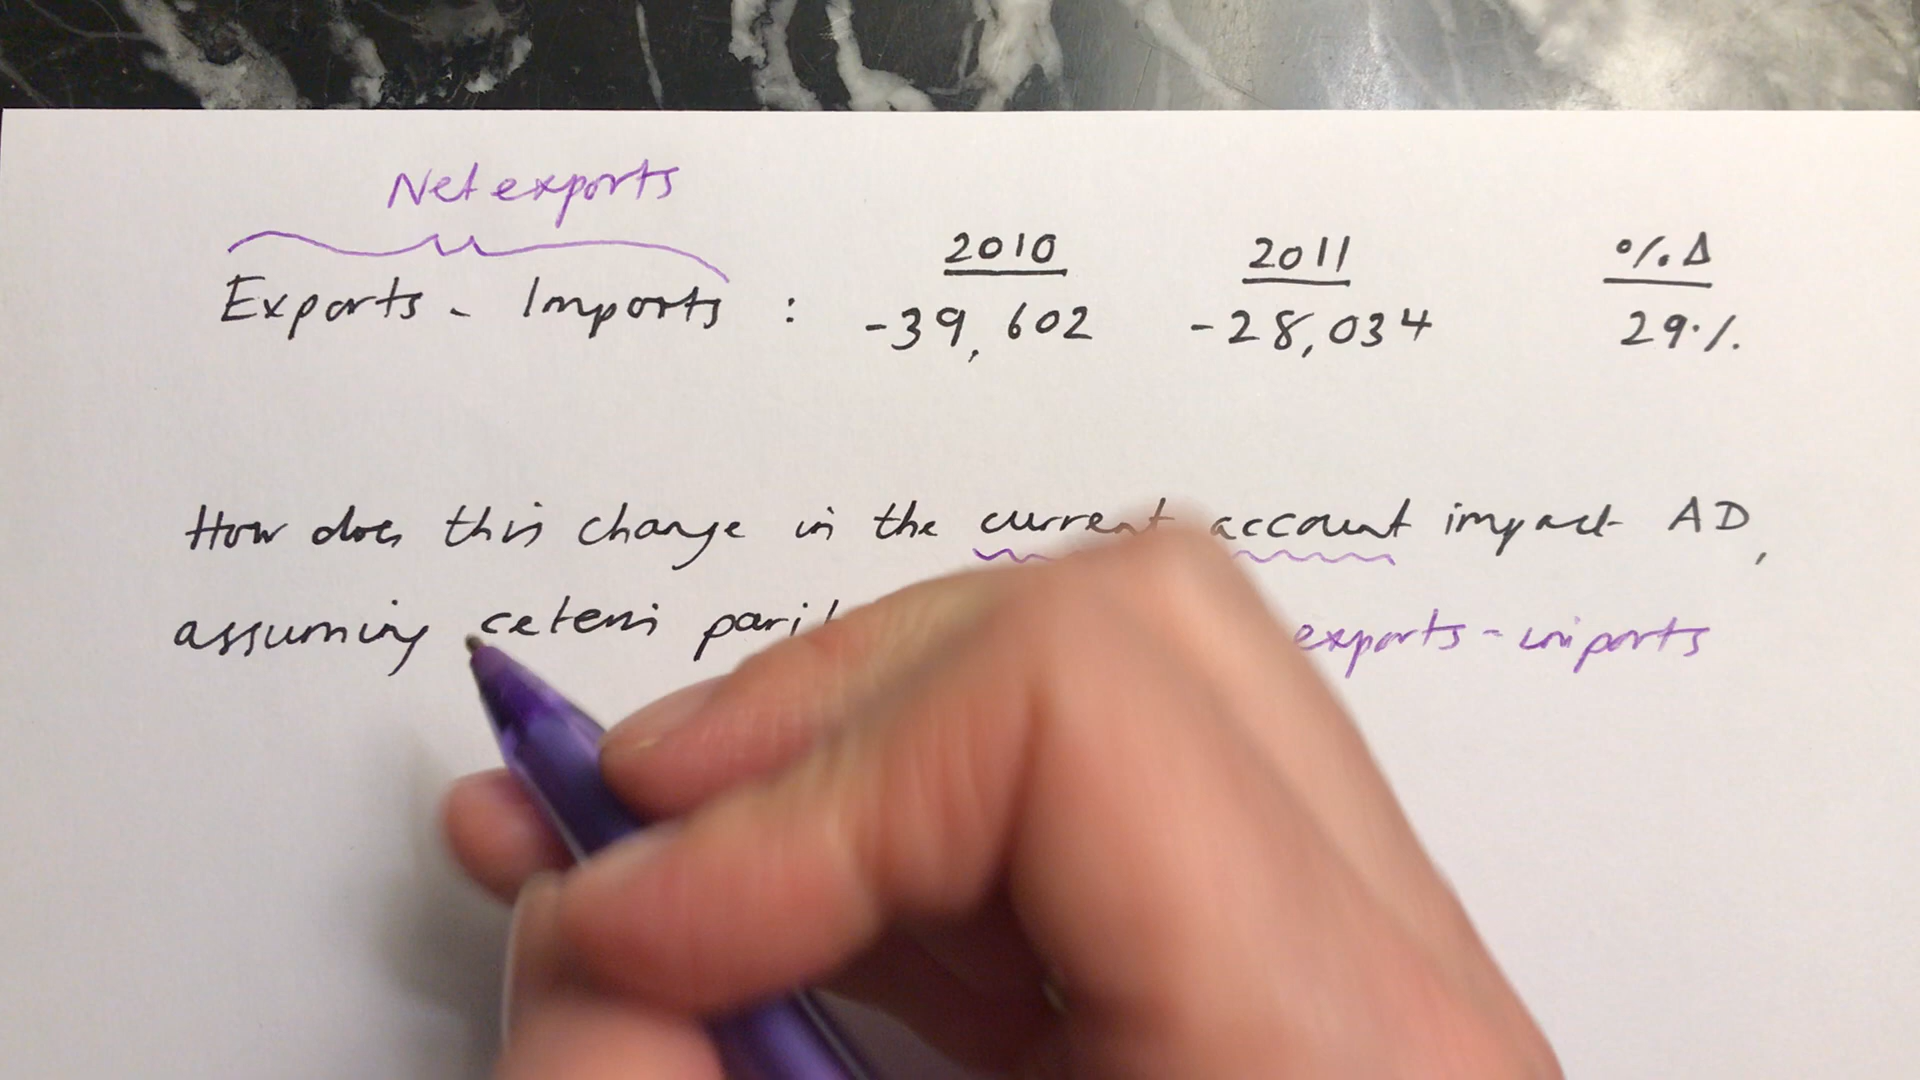 Net exports
2010 2011 % Δ
Exports - Imports : -39,602 -28,034 29%
How does this change in the current account impact AD,
assuming ceteris exports - imports